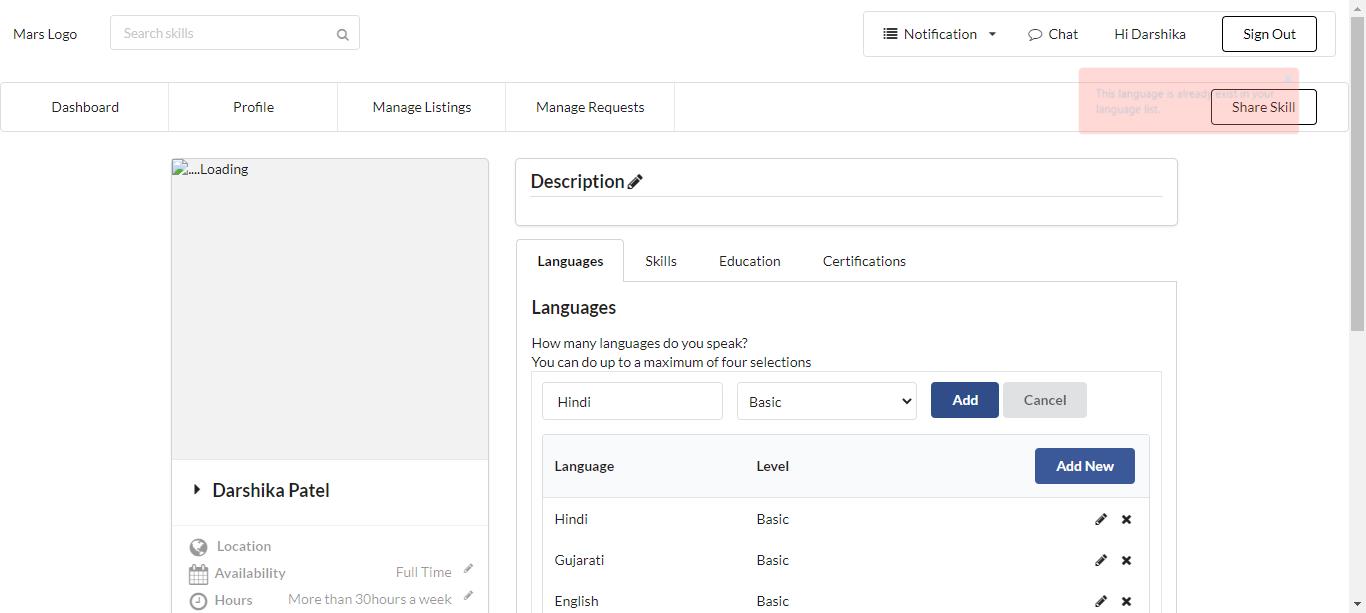 Mars Logo
Search skills
Notification
Chat
Hi Darshika
Sign Out
Dashboard
Profile
Manage Listings
Manage Requests
This language is already exist in your
language list.
Share Skill
....Loading
Description
Languages
Skills
Education
Certifications
Languages
How many languages do you speak?
You can do up to a maximum of four selections
Hindi
Basic
Add
Cancel
Language
Level
Add New
Hindi
Basic
Gujarati
Basic
English
Basic
Darshika Patel
Location
Availability
Full Time
Hours
More than 30hours a week